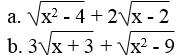 a. √(x² - 4) + 2√(x - 2)
b. 3√(x + 3) + √(x² - 9)